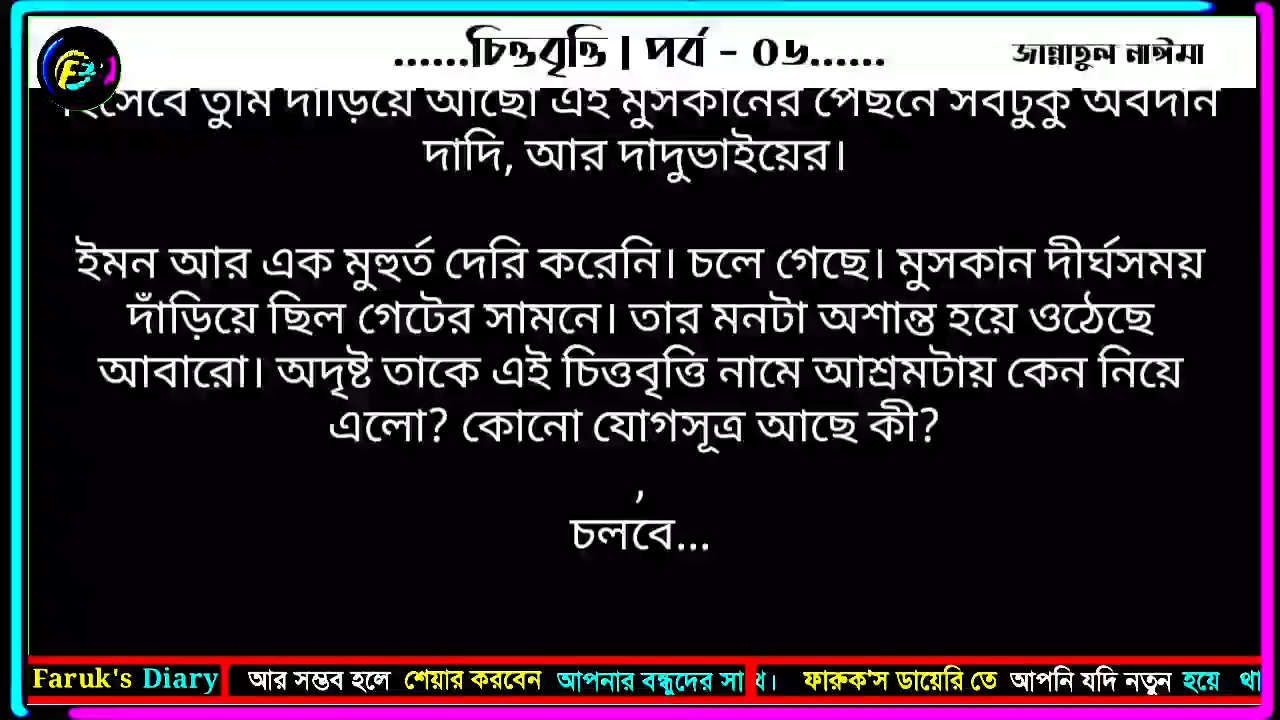 ......চিত্তবৃত্তি | পর্ব - ০৬......
জান্নাতুল নাঈমা
হিসেবে তুমি দাঁড়িয়ে আছো এই মুসকানের পেছনে সবটুকু অবদান
দাদি, আর দাদুভাইয়ের।
ইমন আর এক মুহুর্ত দেরি করেনি। চলে গেছে। মুসকান দীর্ঘসময়
দাঁড়িয়ে ছিল গেটের সামনে। তার মনটা অশান্ত হয়ে ওঠেছে
আবারো। অদৃষ্ট তাকে এই চিত্তবৃত্তি নামে আশ্রমটায় কেন নিয়ে
এলো? কোনো যোগসূত্র আছে কী?
,
চলবে...
Faruk's Diary আর সম্ভব হলে শেয়ার করবেন আপনার বন্ধুদের সাথে। ফারুক'স ডায়েরি তে আপনি যদি নতুন হয়ে